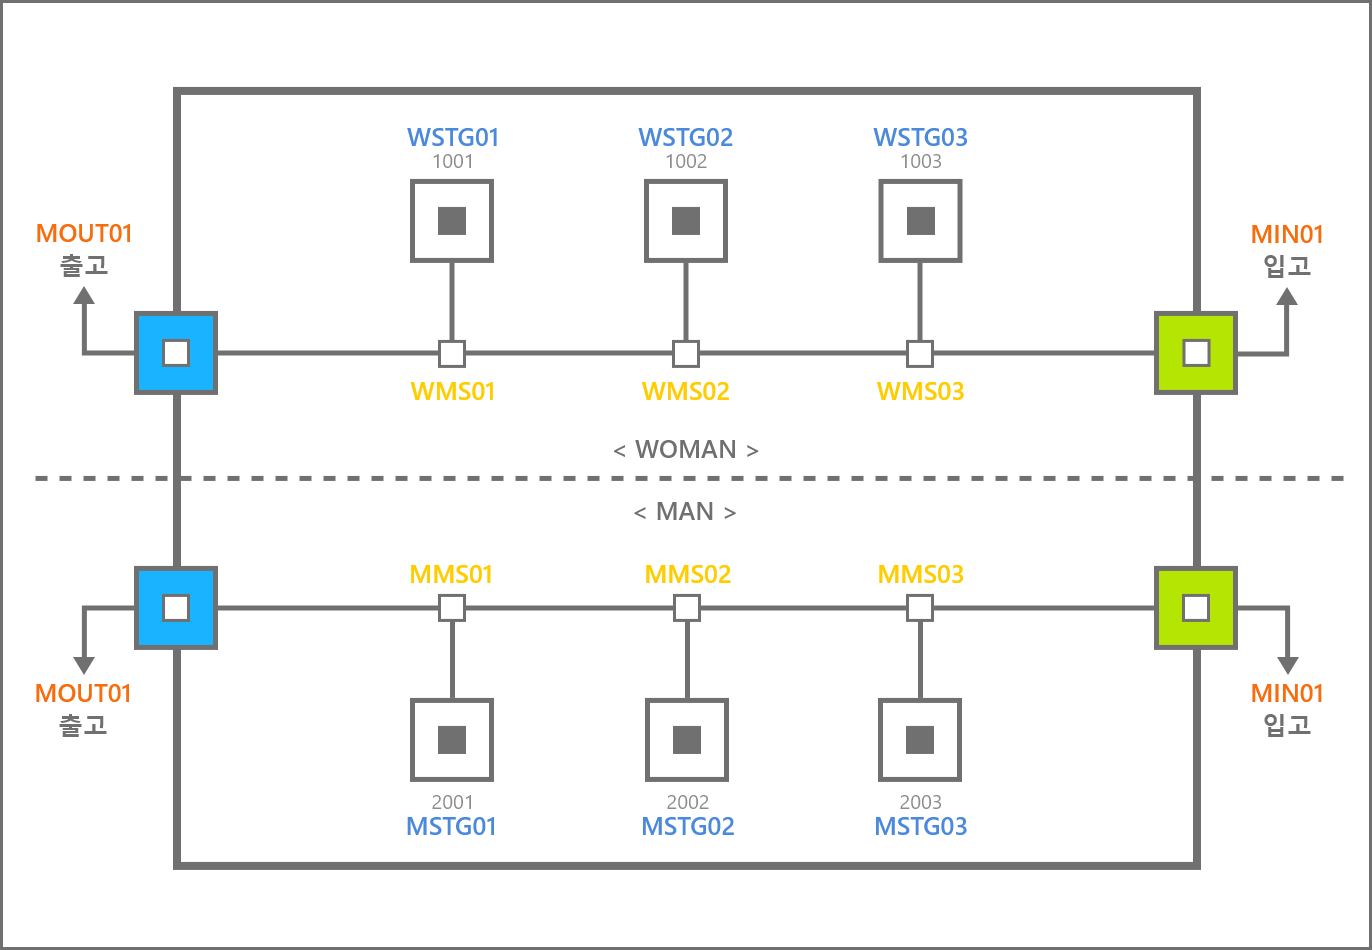 WSTG01
1001
WSTG02
1002
WSTG03
1003
MOUT01
출고
MIN01
입고
WMS01
WMS02
WMS03
< WOMAN >
< MAN >
MMS01
MMS02
MMS03
MOUT01
출고
MIN01
입고
2001
MSTG01
2002
MSTG02
2003
MSTG03